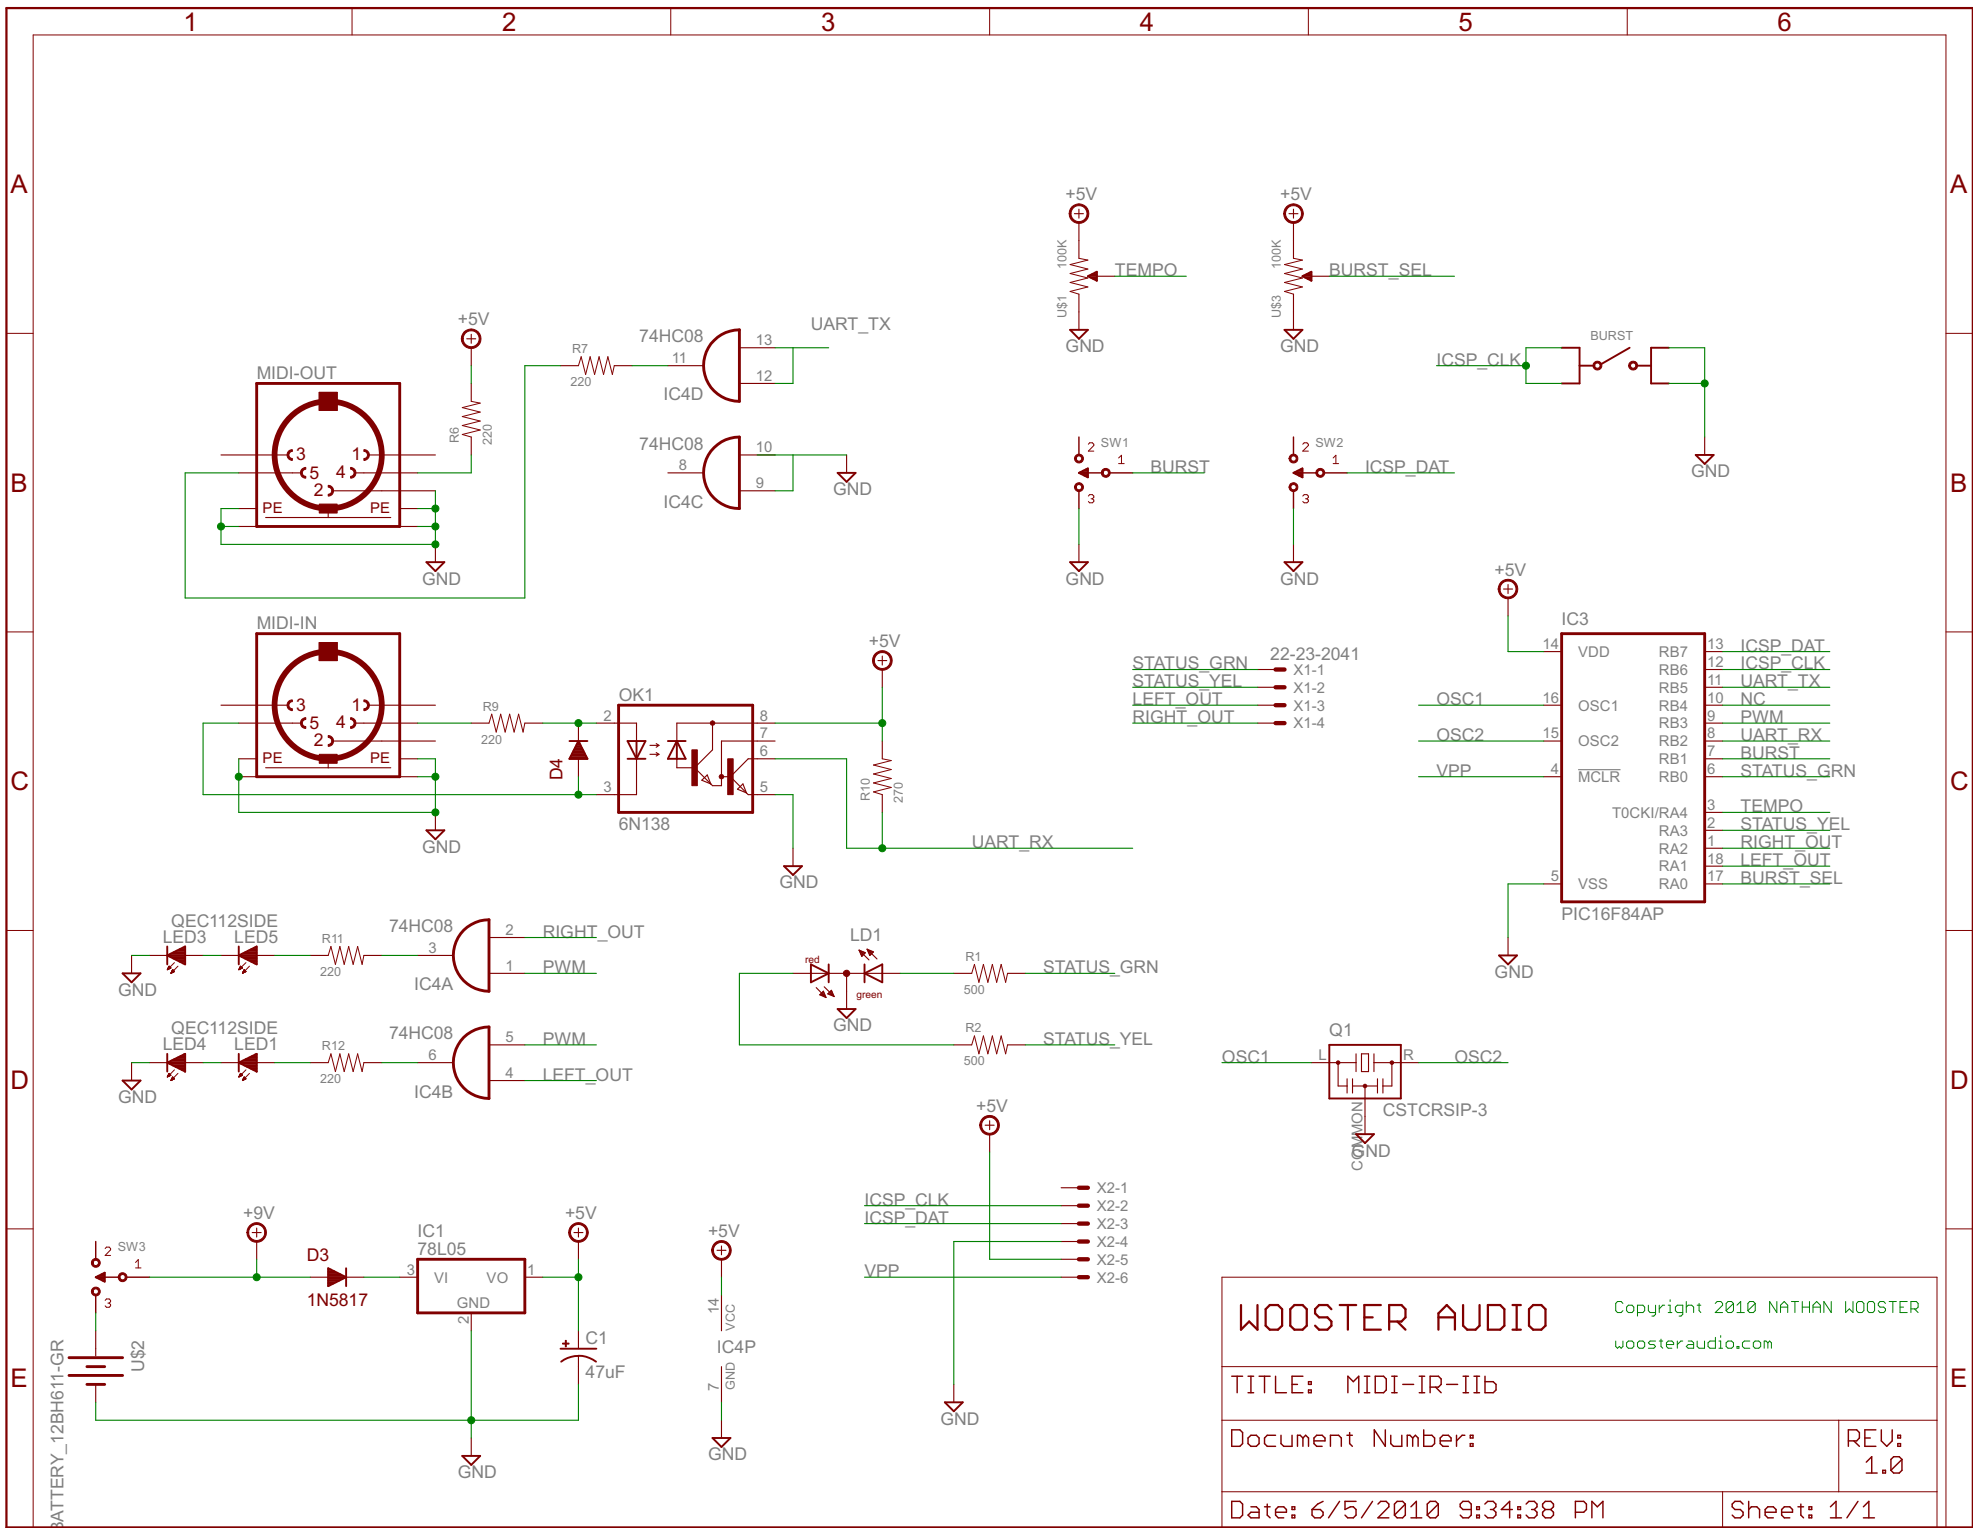 1 2 3 4 5 6
A
A
+5V
+5V
100K
U$1
TEMPO
GND
100K
U$3
BURST_SEL
GND
+5V
R6
220
R7
220
74HC08
11
13
12
IC4D
UART_TX
MIDI-OUT
3
1
5
4
2
PE
PE
GND
74HC08
8
10
9
IC4C
GND
BURST
ICSP_CLK
GND
2
SW1
1
3
BURST
GND
2
SW2
1
3
ICSP_DAT
GND
B
B
MIDI-IN
3
1
5
4
2
PE
PE
GND
R9
220
D4
OK1
2
3
8
7
6
5
6N138
+5V
R10
270
GND
UART_RX
22-23-2041
STATUS_GRN X1-1
STATUS_YEL X1-2
LEFT_OUT X1-3
RIGHT_OUT X1-4
+5V
IC3
14 VDD
16 OSC1
OSC1
15 OSC2
OSC2
4 MCLR
VPP
5 VSS
GND
RB7 13 ICSP_DAT
RB6 12 ICSP_CLK
RB5 11 UART_TX
RB4 10 NC
RB3 9 PWM
RB2 8 UART_RX
RB1 7 BURST
RB0 6 STATUS_GRN
T0CKI/RA4 3 TEMPO
RA3 2 STATUS_YEL
RA2 1 RIGHT_OUT
RA1 18 LEFT_OUT
RA0 17 BURST_SEL
PIC16F84AP
C
C
QEC112SIDE
LED3 LED5
R11
220
GND
74HC08
3
2 RIGHT_OUT
1 PWM
IC4A
QEC112SIDE
LED4 LED1
R12
220
GND
74HC08
6
5 PWM
4 LEFT_OUT
IC4B
LD1
red
green
GND
R1
500
STATUS_GRN
R2
500
STATUS_YEL
Q1
OSC1
L
R
OSC2
CSTCRSIP-3
COMMON
GND
D
D
+5V
X2-1
ICSP_CLK X2-2
ICSP_DAT X2-3
X2-4
X2-5
VPP X2-6
GND
+9V
2
SW3
1
3
D3
1N5817
IC1
78L05
3 VI
VO 1
GND
2
+5V
C1
47uF
U$2
BATTERY_12BH611-GR
GND
+5V
14
VCC
IC4P
7
GND
GND
E
E
WOOSTER AUDIO
Copyright 2010 NATHAN WOOSTER
woosteraudio.com
TITLE: MIDI-IR-IIb
Document Number:
REV:
1.0
Date: 6/5/2010 9:34:38 PM
Sheet: 1/1